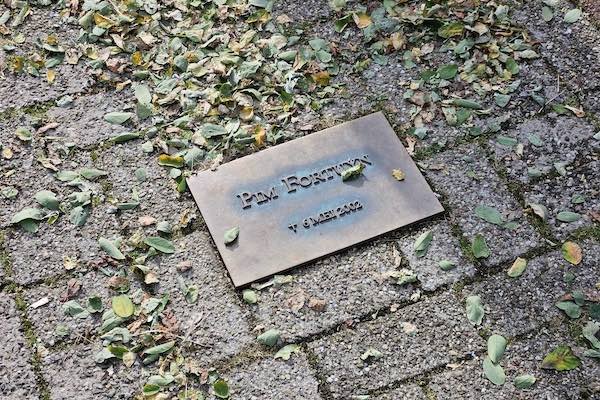 PIM FORTUYN
† 6 MEI 2002